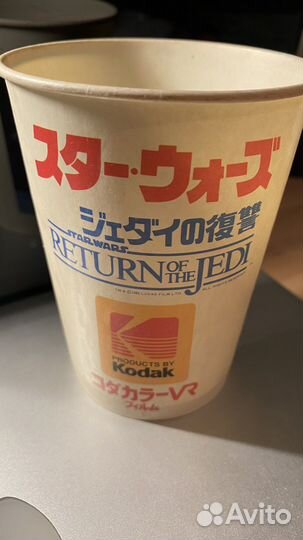 スター・ウォーズ
ジェダイの復讐
STAR WARS
RETURN OF THE JEDI
PRODUCTS BY
Kodak
コダカラーVR
フィルム
Avito